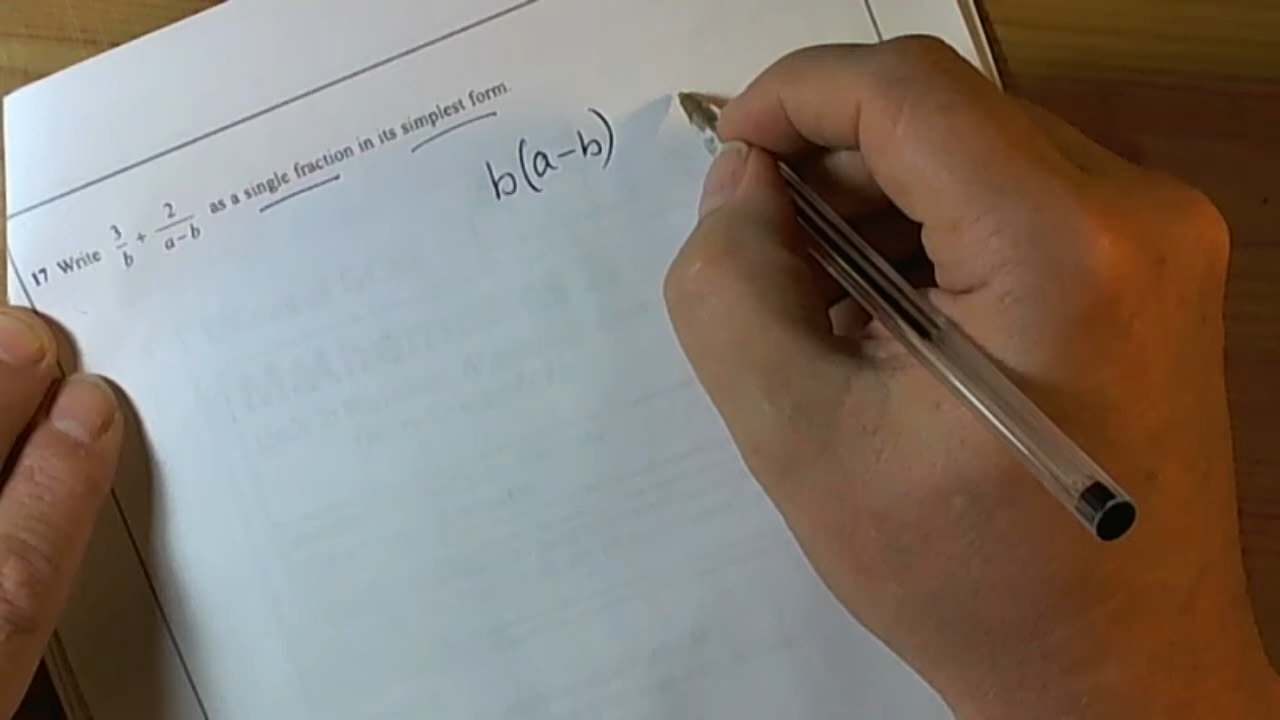 17 Write 3/b + 2/(a-b) as a single fraction in its simplest form.
b(a-b)